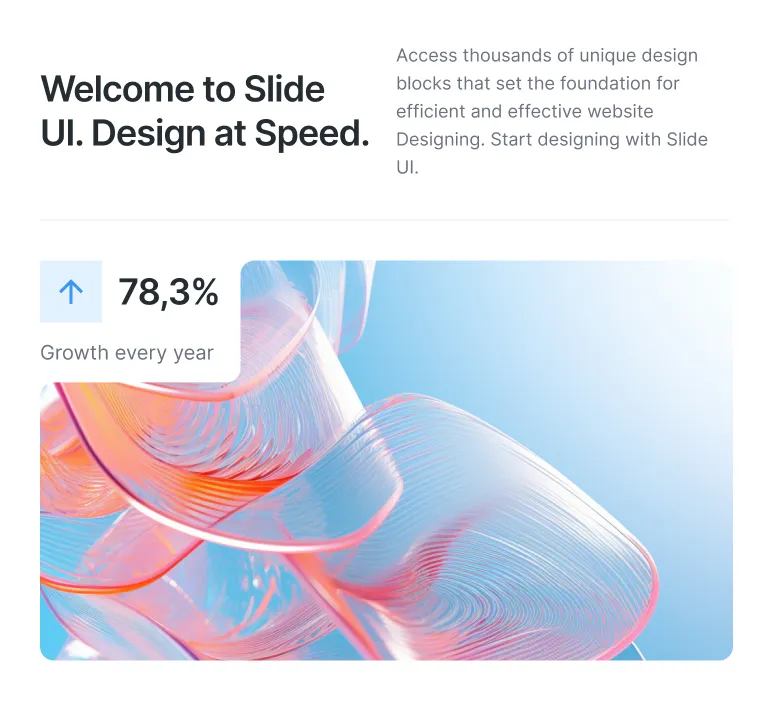 Welcome to Slide
UI. Design at Speed.
Access thousands of unique design
blocks that set the foundation for
efficient and effective website
Designing. Start designing with Slide
UI.
78,3%
Growth every year